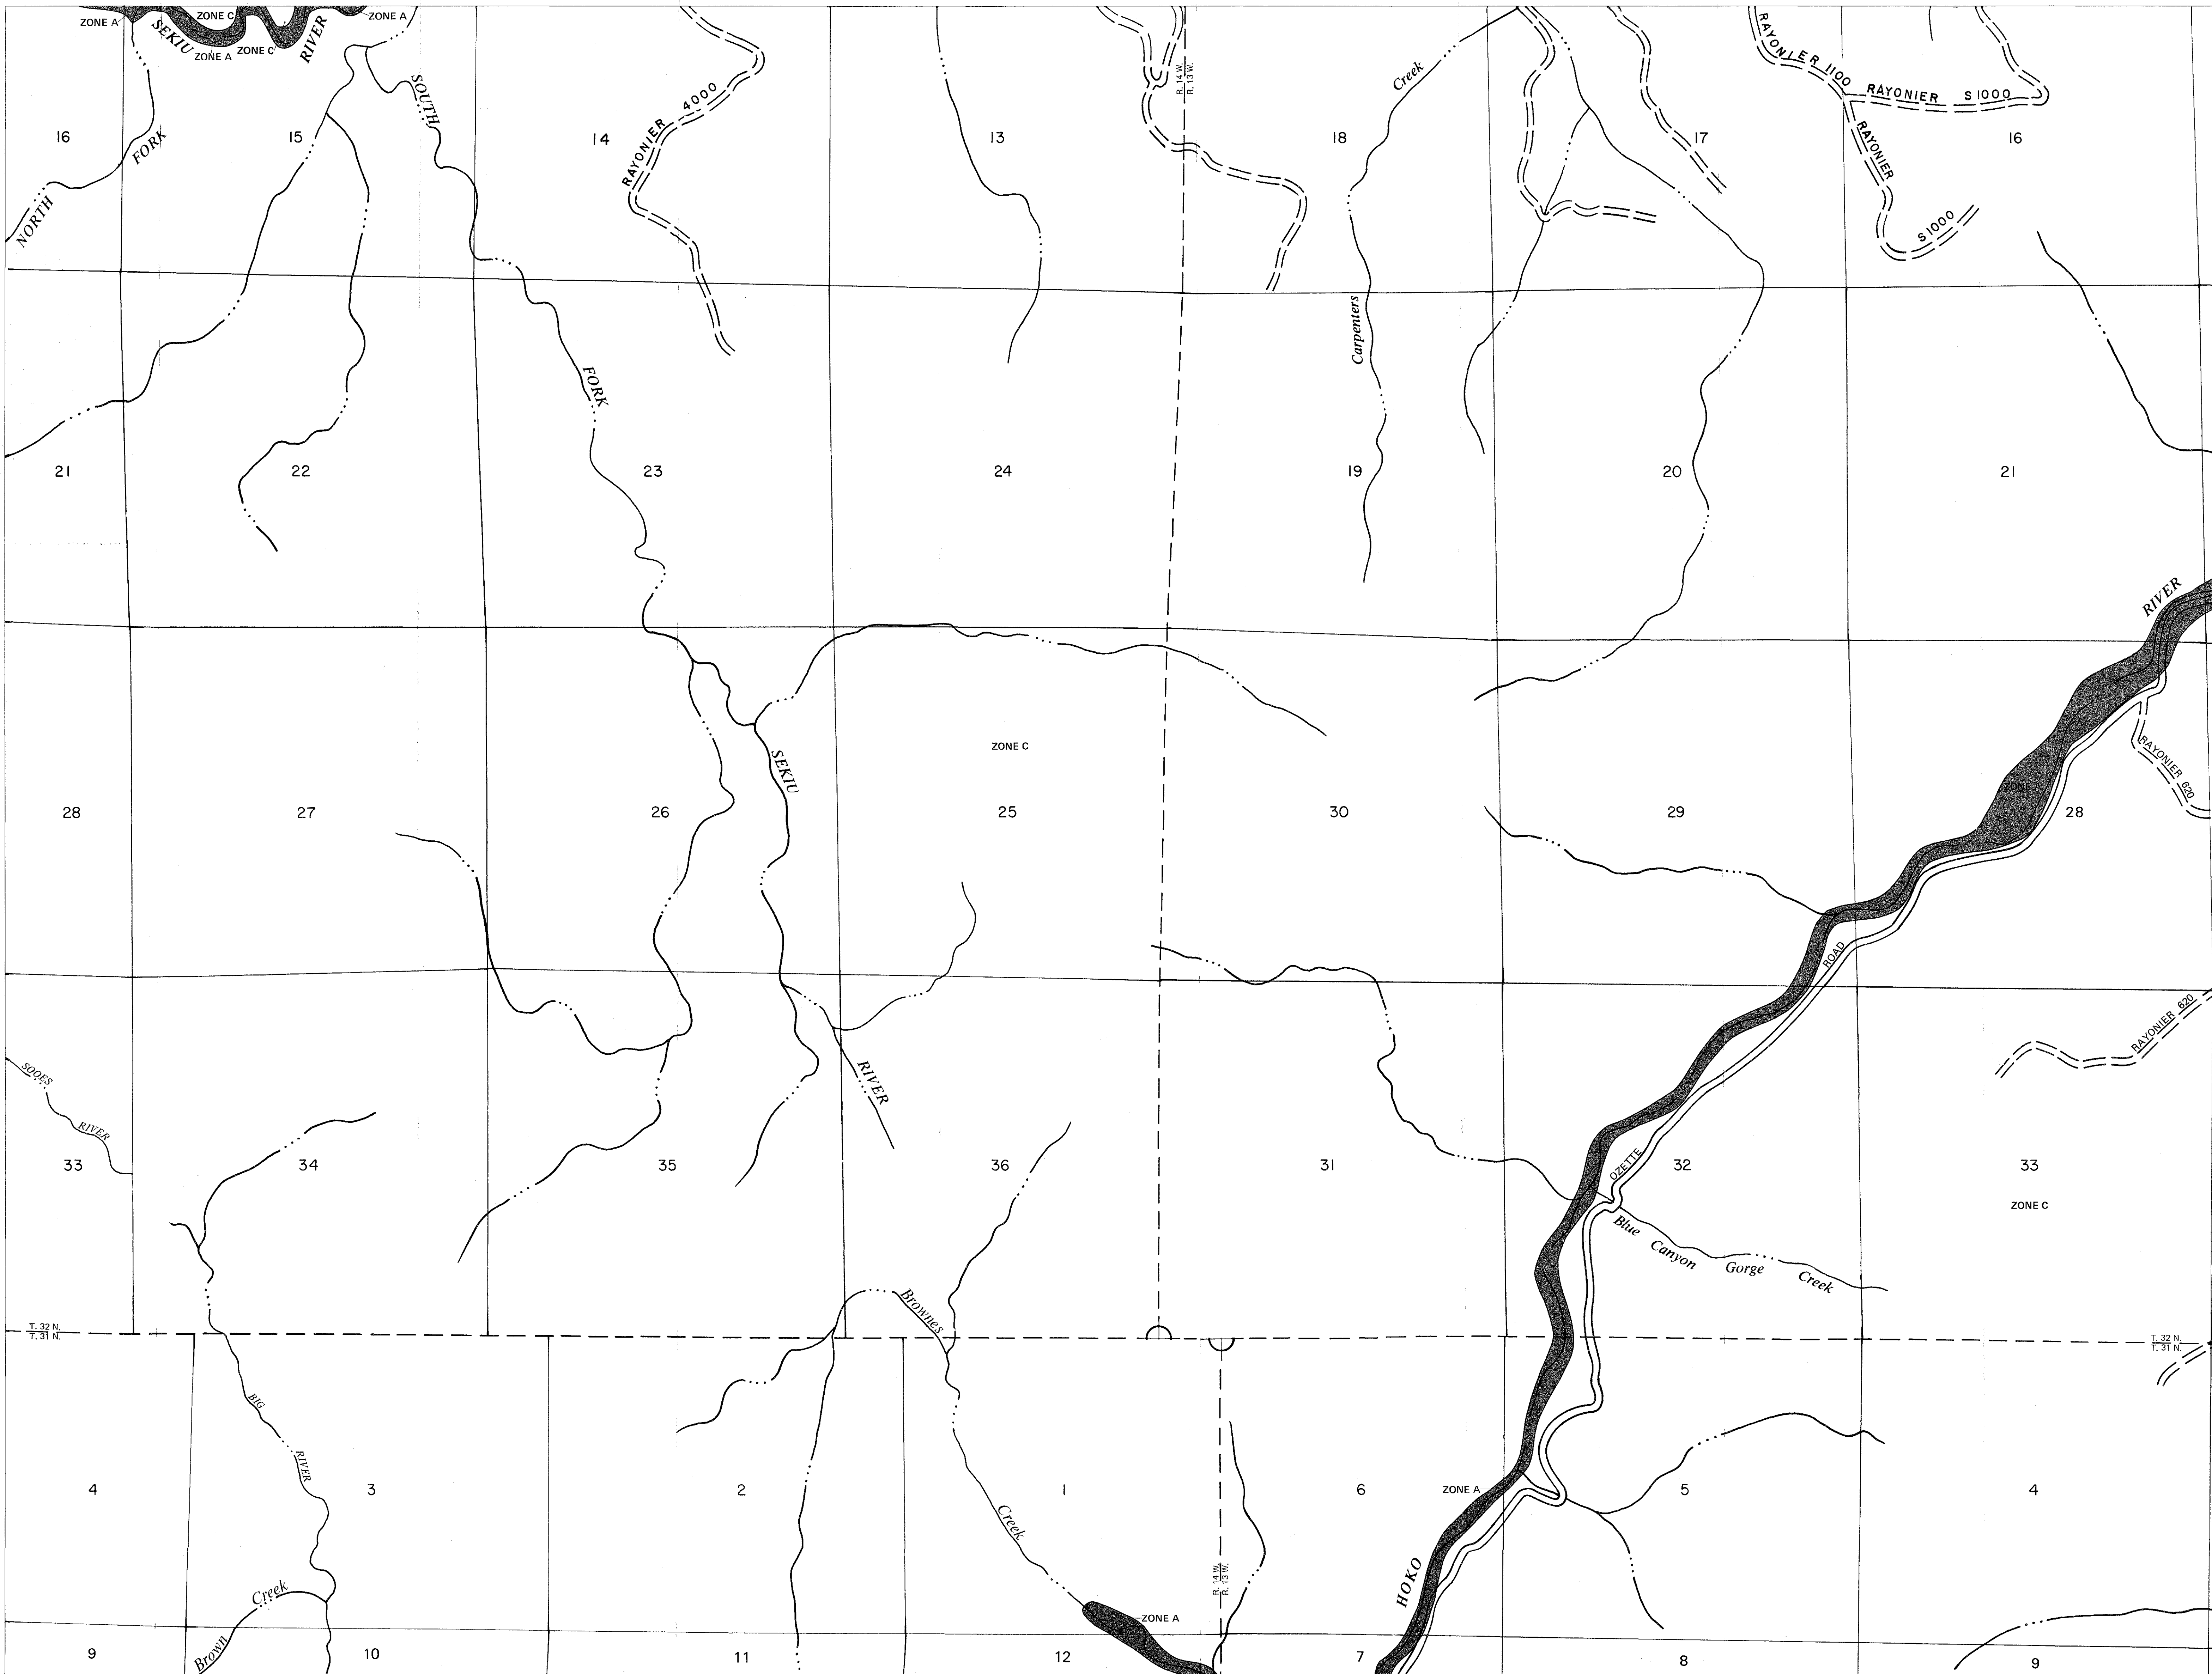 ZONE A
ZONE C
ZONE A
SEKIU RIVER
ZONE A
ZONE C
RAYONIER 1100
SOUTH
Creek
R. 14 W.
R. 13 W.
RAYONIER 4000
RAYONIER S 1000
16
FORK
15
14
13
18
17
RAYONIER
16
NORTH
S 1000
Carpenters
FORK
21
22
23
24
19
20
21
RIVER
ZONE C
SEKIU
RAYONIER 620
ZONE A
28
27
26
25
30
29
28
ROAD
RAYONIER 620
SOOES
RIVER
RIVER
33
34
35
36
31
OZETTE
32
33
ZONE C
Blue Canyon Gorge Creek
Brownes
T. 32 N.
T. 31 N.
T. 32 N.
T. 31 N.
BIG
RIVER
4
3
2
1
6
ZONE A
5
4
Creek
HOKO
R. 14 W.
R. 13 W.
Creek
ZONE A
Brown
9
10
11
12
7
8
9